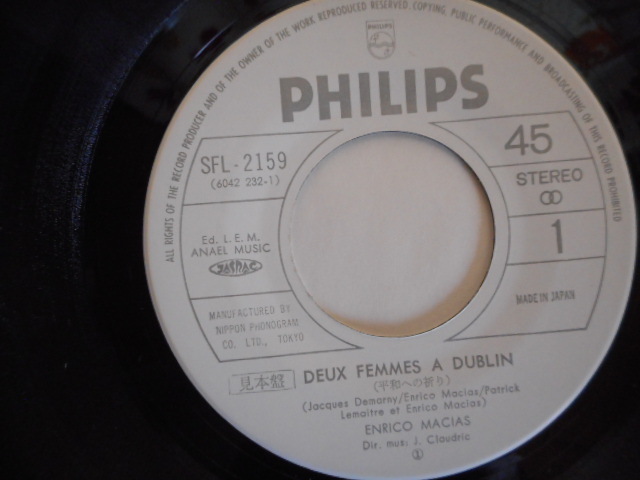 ALL RIGHTS OF THE RECORD PRODUCER AND OF THE OWNER OF THE WORK REPRODUCED RESERVED. COPYING, PUBLIC PERFORMANCE AND BROADCASTING OF THIS RECORD PROHIBITED
PHILIPS
PHILIPS
SFL-2159
(6042 232-1)
45
STEREO
1
Ed. L. E. M.
ANAEL MUSIC
JASRAC
MADE IN JAPAN
MANUFACTURED BY
NIPPON PHONOGRAM
CO. LTD., TOKYO
見本盤
DEUX FEMMES A DUBLIN
(平和への祈り)
(Jacques Demarny/Enrico Macias/Patrick
Lemaitre et Enrico Macias)
ENRICO MACIAS
Dir. mus: J. Claudric
①